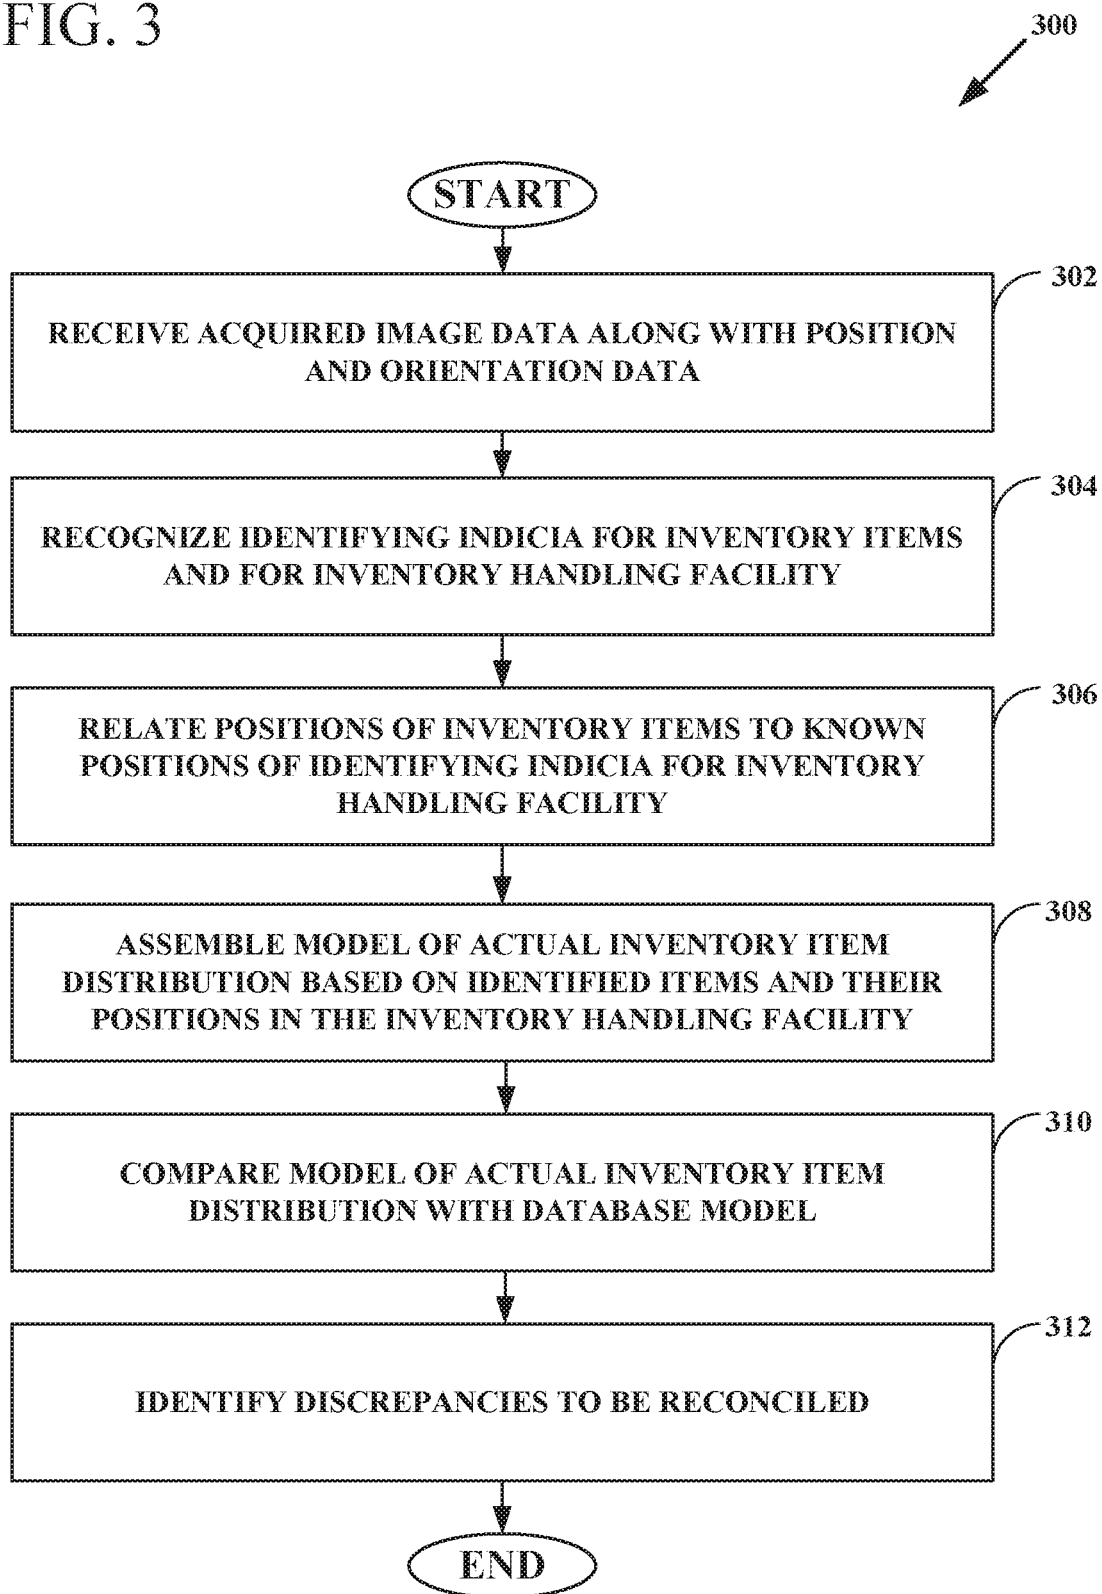 FIG. 3
300
START
302
RECEIVE ACQUIRED IMAGE DATA ALONG WITH POSITION
AND ORIENTATION DATA
304
RECOGNIZE IDENTIFYING INDICIA FOR INVENTORY ITEMS
AND FOR INVENTORY HANDLING FACILITY
306
RELATE POSITIONS OF INVENTORY ITEMS TO KNOWN
POSITIONS OF IDENTIFYING INDICIA FOR INVENTORY
HANDLING FACILITY
308
ASSEMBLE MODEL OF ACTUAL INVENTORY ITEM
DISTRIBUTION BASED ON IDENTIFIED ITEMS AND THEIR
POSITIONS IN THE INVENTORY HANDLING FACILITY
310
COMPARE MODEL OF ACTUAL INVENTORY ITEM
DISTRIBUTION WITH DATABASE MODEL
312
IDENTIFY DISCREPANCIES TO BE RECONCILED
END